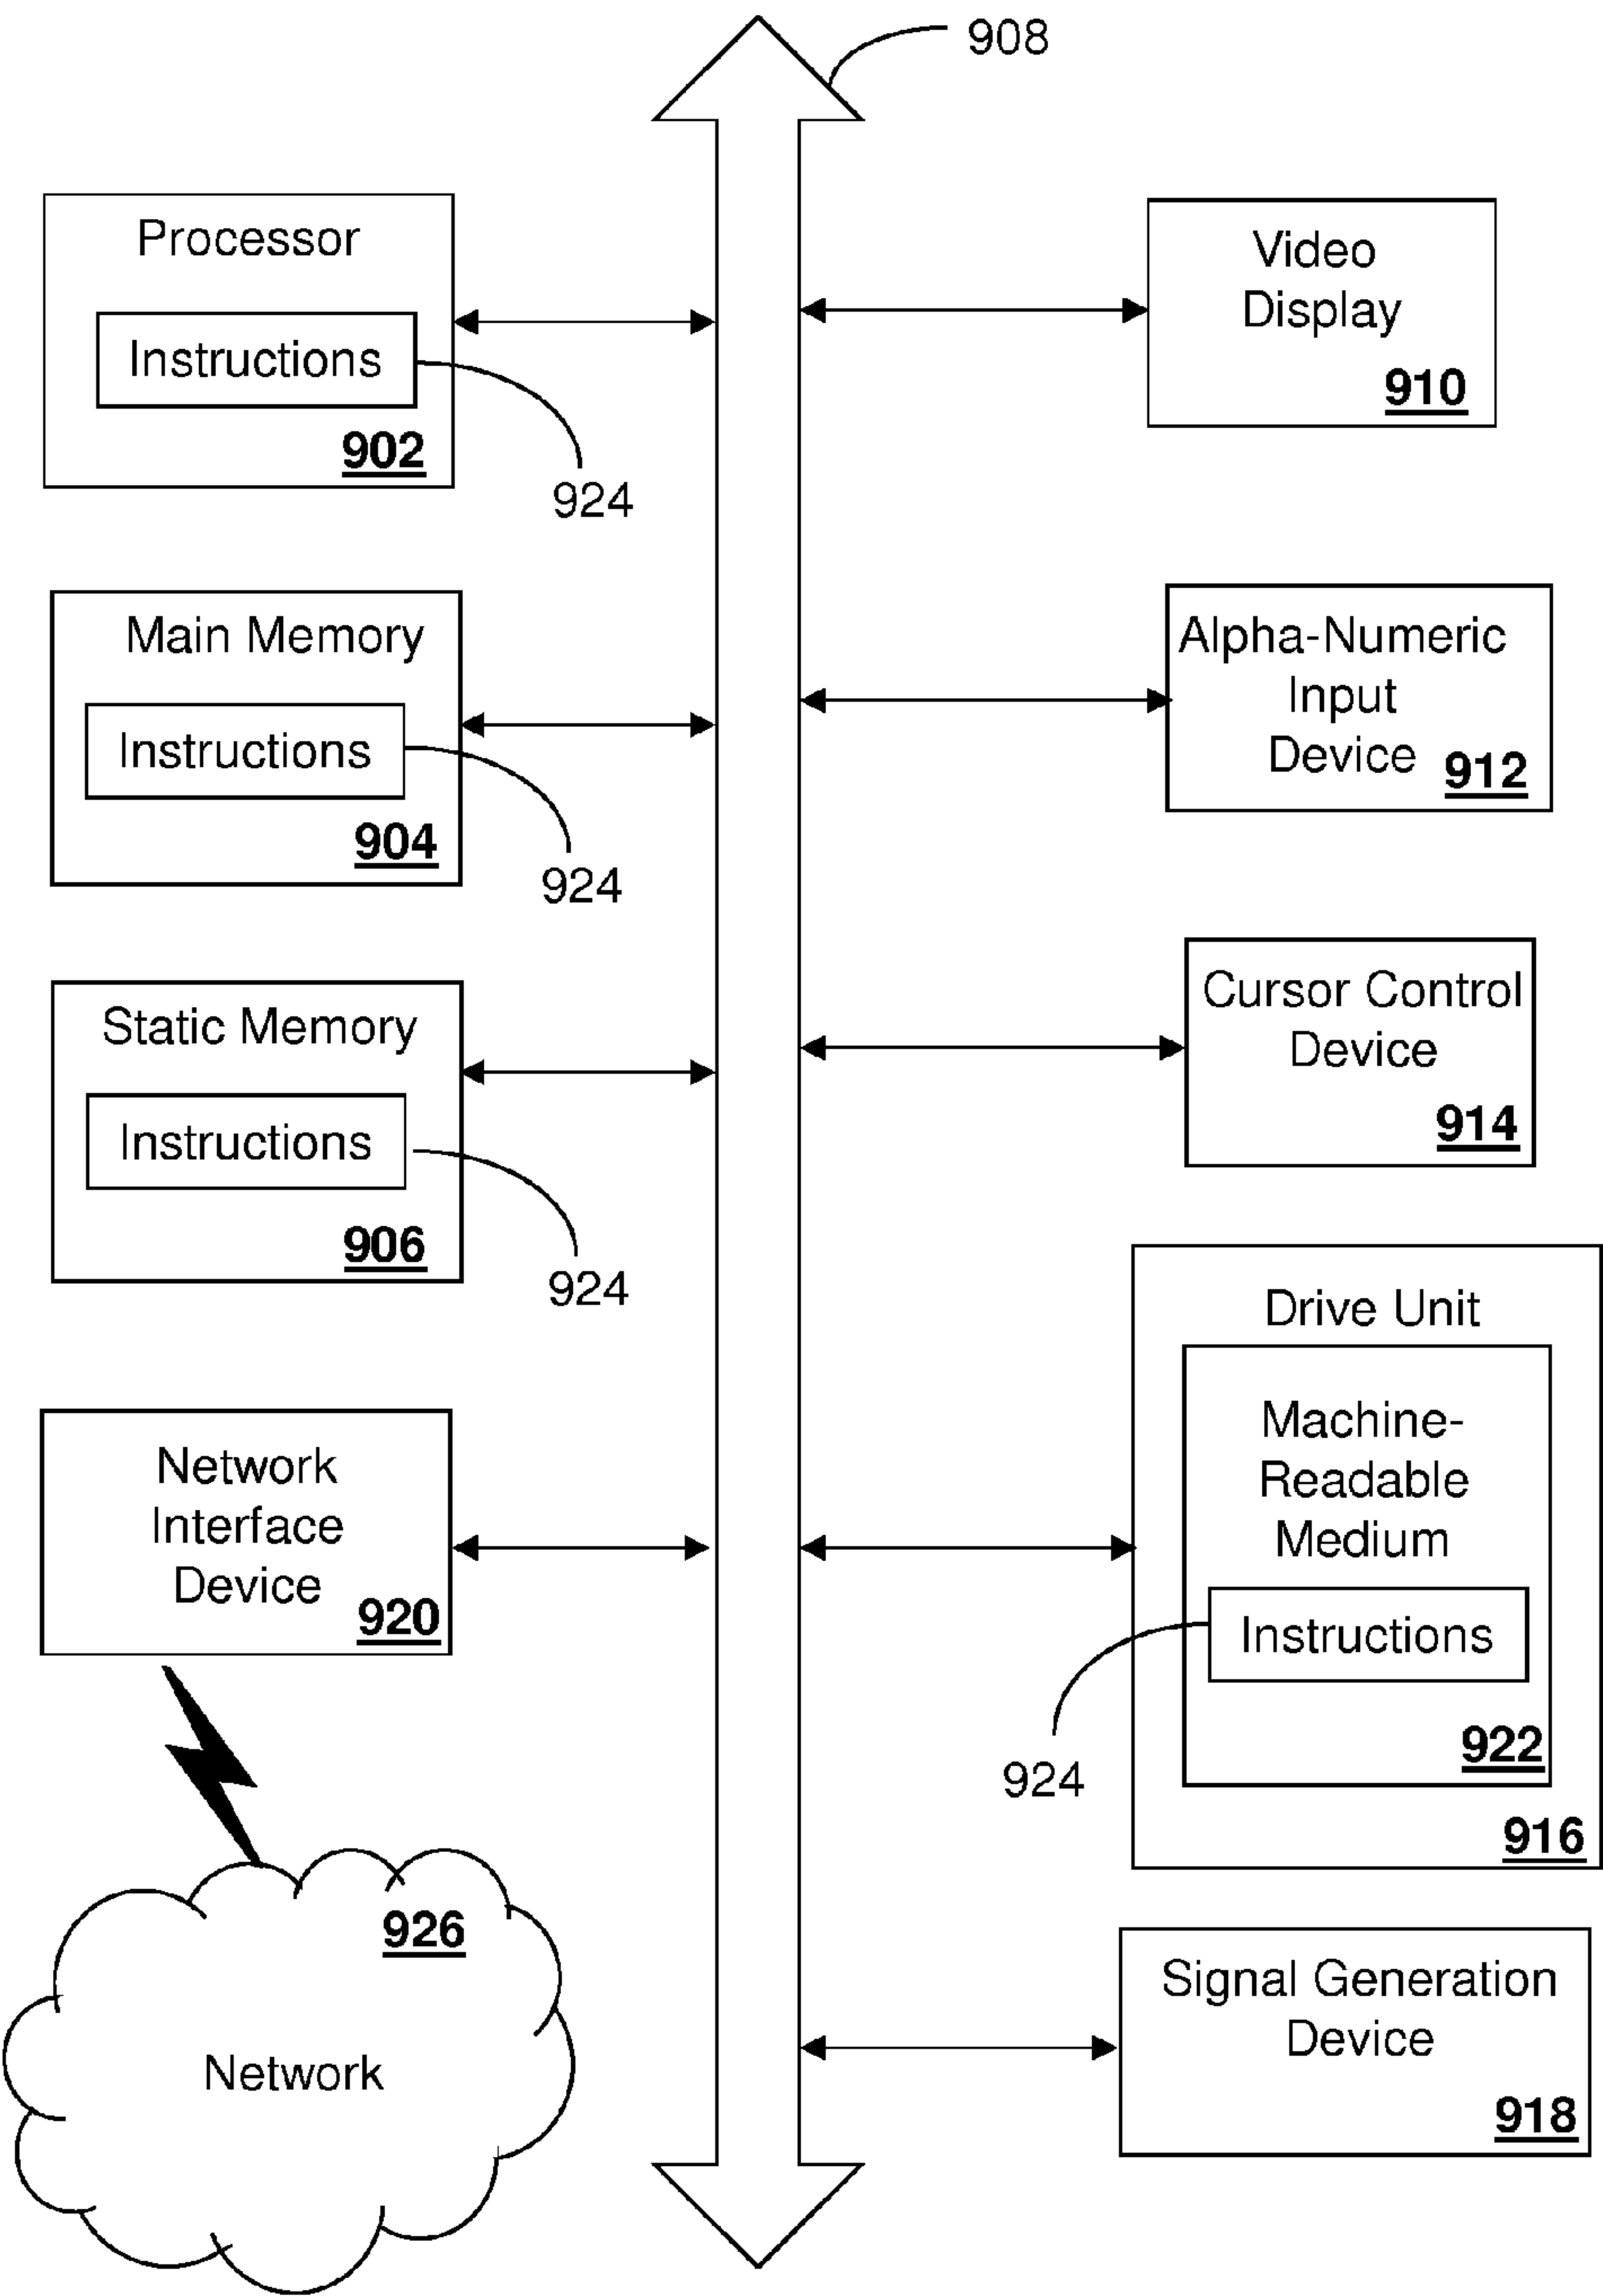 908
Processor
Instructions
902
924
Main Memory
Instructions
904
924
Static Memory
Instructions
906
924
Network
Interface
Device
920
926
Network
Video
Display
910
Alpha-Numeric
Input
Device
912
Cursor Control
Device
914
Drive Unit
Machine-
Readable
Medium
Instructions
922
924
916
Signal Generation
Device
918